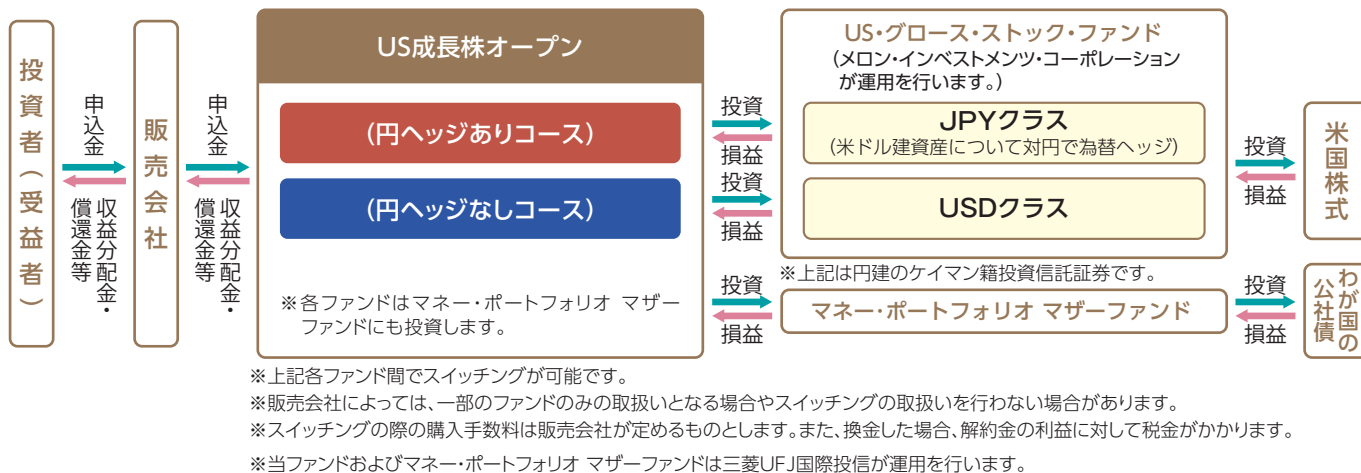 投資者(受益者)
申込金
収益分配金・
償還金等
販売会社
申込金
収益分配金・
償還金等
US成長株オープン
(円ヘッジありコース)
(円ヘッジなしコース)
※各ファンドはマネー・ポートフォリオ マザー
ファンドにも投資します。
投資
損益
投資
損益
投資
損益
US・グロース・ストック・ファンド
(メロン・インベストメンツ・コーポレーション
が運用を行います。)
JPYクラス
(米ドル建資産について対円で為替ヘッジ)
USDクラス
※上記は円建のケイマン籍投資信託証券です。
マネー・ポートフォリオ マザーファンド
投資
損益
投資
損益
米国株式
わが国の
公社債
※上記各ファンド間でスイッチングが可能です。
※販売会社によっては、一部のファンドのみの取扱いとなる場合やスイッチングの取扱いを行わない場合があります。
※スイッチングの際の購入手数料は販売会社が定めるものとします。また、換金した場合、解約金の利益に対して税金がかかります。
※当ファンドおよびマネー・ポートフォリオ マザーファンドは三菱UFJ国際投信が運用を行います。